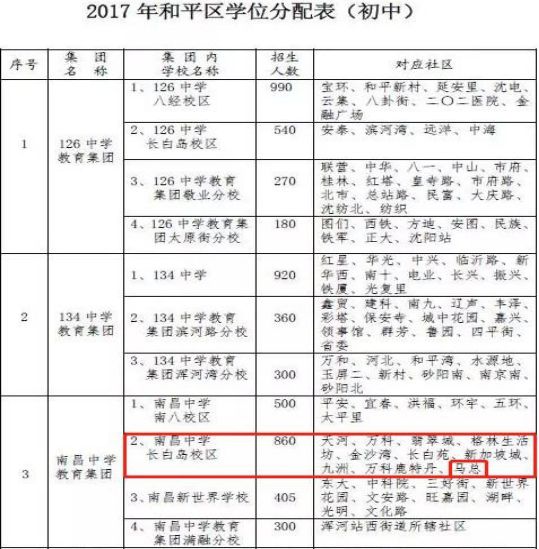 2017 年和平区学位分配表（初中）
序号
集 团
名 称
集 团 内
学校名称
招生
人数
对应社区
1
126 中学
教育集团
1、126 中学
八经校区
990
宝环、和平新村、延安里、沈电、
云集、八卦街、二〇二医院、金
融广场
2、126 中学
长白岛校区
540
安泰、滨河湾、远洋、中海
3、126 中学教育
集团敬业分校
270
联营、中华、八一、中山、市府、
桂林、红塔、皇寺路、市府路、
北市、总站路、民富、大庆路、
沈纺北、纺织
4、126 中学教育集
团太原街分校
180
图们、西铁、方迪、安图、民族、
铁军、正大、沈阳站
2
134 中学
教育集团
1、134 中学
920
红星、华光、中兴、临沂路、新
华西、南十、电业、长兴、振兴、
铁厦、光复里
2、134 中学教育
集团滨河路分校
360
鑫贸、建科、南九、辽声、丰泽、
彩塔、保安寺、城中花园、嘉兴、
领事馆、群芳、鲁园、四平街、
省委
3、134 中学教育
集团浑河湾分校
300
万和、河北、和平湾、水源地、
玉屏二、新村、砂阳南、南京南、
砂阳北
3
南昌中学
教育集团
1、南昌中学
南八校区
500
平安、宜春、洪福、环宇、五环、
太平里
2、南昌中学
长白岛校区
860
天河、万科、翡翠城、格林生活
坊、金沙湾、长白苑、新加坡城、
九洲、万科鹿特丹、马总
3、南昌新世界学校
405
东大、中科院、三好街、新世界
花园、文安路、旺嘉园、湖畔、
光明、文化路
4、南昌中学教育
集团满融分校
300
浑河站西街道所辖社区